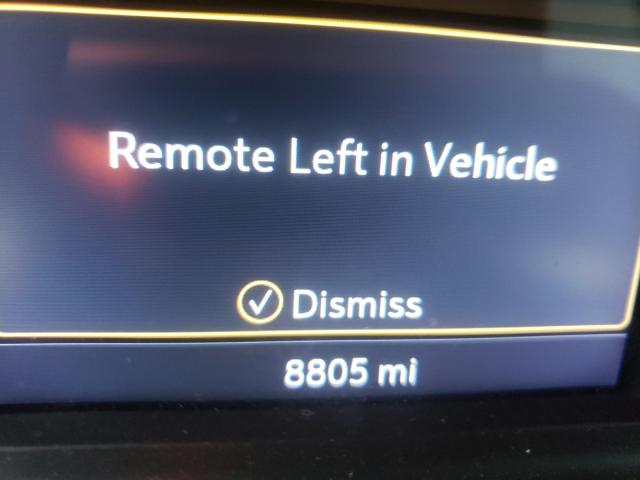 Remote Left in Vehicle
Dismiss
8805 mi